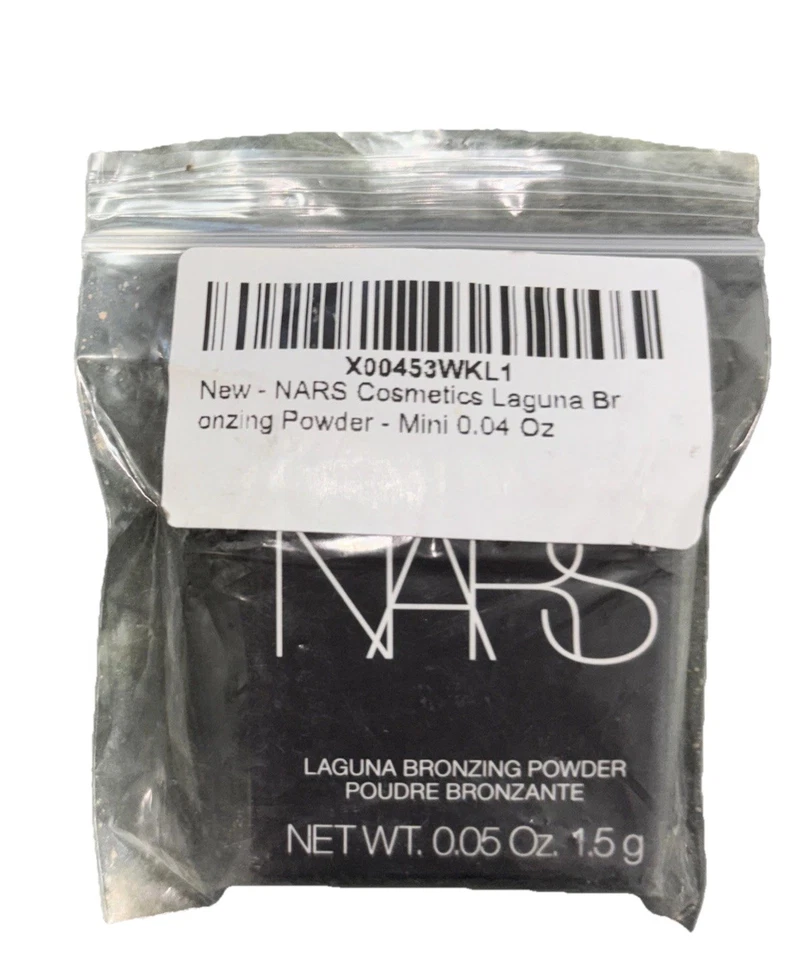 X00453WKL1
New - NARS Cosmetics Laguna Br
onzing Powder - Mini 0.04 Oz
NARS
LAGUNA BRONZING POWDER
POUDRE BRONZANTE
NET WT. 0.05 Oz. 1.5 g